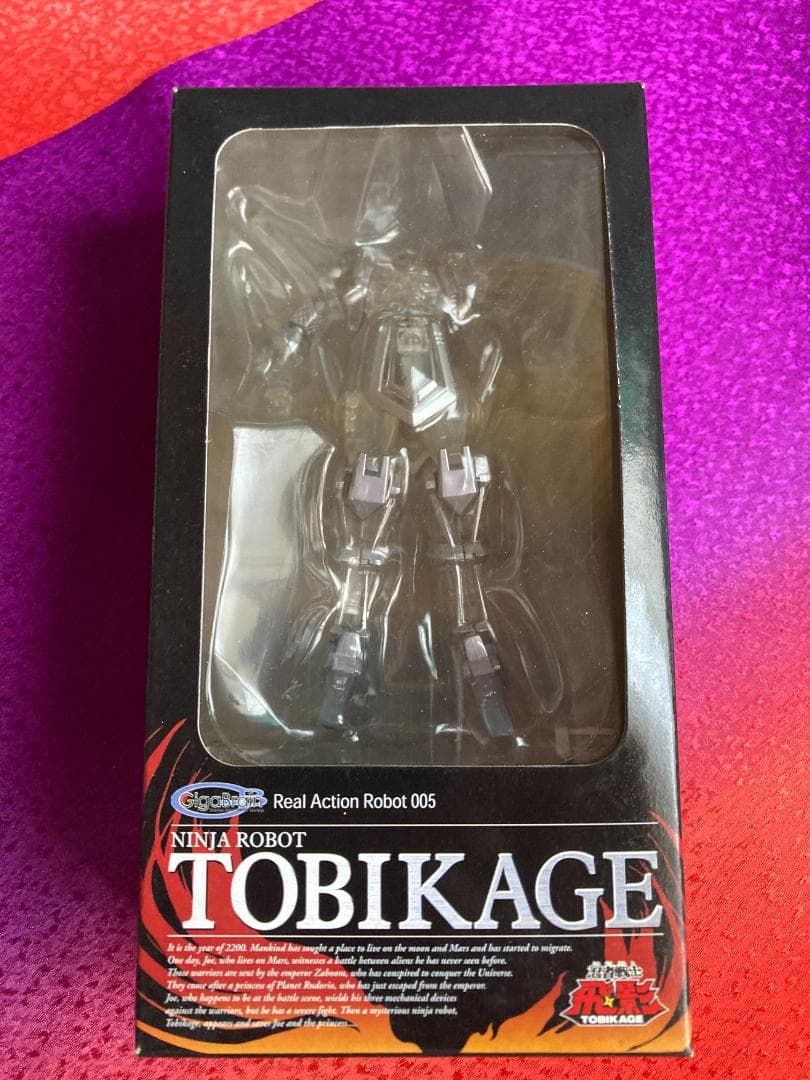 GigaBrain
Real Action Robot 005
NINJA ROBOT
TOBIKAGE
It is the year of 2200. Mankind has sought a place to live on the moon and Mars and has started to migrate.
One day, Joe, who lives on Mars, witnesses a battle between aliens he has never seen before.
Those warriors are sent by the emperor Zaboom, who has conspired to conquer the Universe.
They come after a princess of Planet Rudorio, who has just escaped from the emperor.
Joe, who happens to be at the battle scene, wields his three mechanical devices
against the warriors, but he has a severe fight. Then a mysterious ninja robot,
Tobikage, appears and saves Joe and the princess....
忍者戦士
飛影
TOBIKAGE